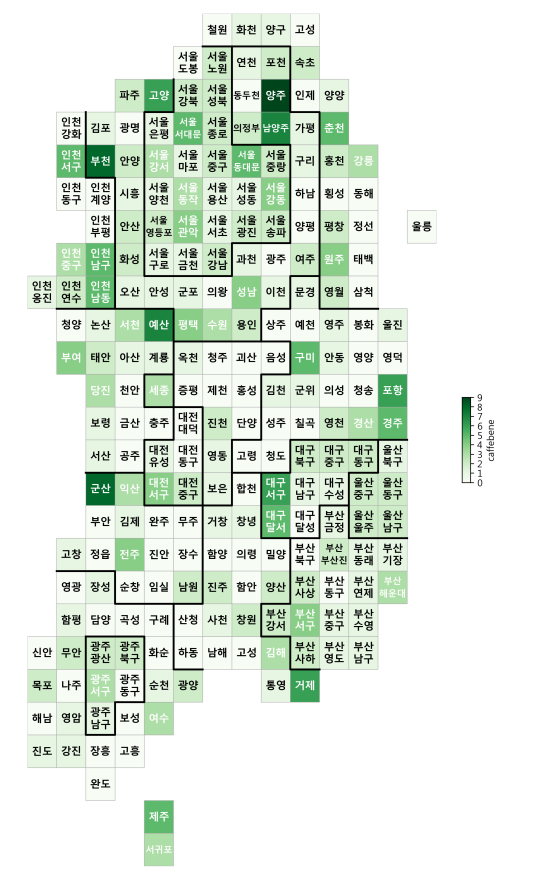 철원 화천 양구 고성
서울 도봉 서울 노원 연천 포천 속초
파주 고양 서울 강북 서울 성북 동두천 양주 인제 양양
인천 강화 김포 광명 서울 은평 서울 서대문 서울 종로 의정부 남양주 가평 춘천
인천 서구 부천 안양 서울 강서 서울 마포 서울 중구 서울 동대문 서울 중랑 구리 홍천 강릉
인천 동구 인천 계양 시흥 서울 양천 서울 동작 서울 용산 서울 성동 서울 강동 하남 횡성 동해
인천 부평 안산 서울 영등포 서울 관악 서울 서초 서울 광진 서울 송파 양평 평창 정선 울릉
인천 중구 인천 남구 화성 서울 구로 서울 금천 서울 강남 과천 광주 여주 원주 태백
인천 옹진 인천 연수 인천 남동 오산 안성 군포 의왕 성남 이천 문경 영월 삼척
청양 논산 서천 예산 평택 수원 용인 상주 예천 영주 봉화 울진
부여 태안 아산 계룡 옥천 청주 괴산 음성 구미 안동 영양 영덕
당진 천안 세종 증평 제천 홍성 김천 군위 의성 청송 포항
보령 금산 충주 대전 대덕 진천 단양 성주 칠곡 영천 경산 경주
서산 공주 대전 유성 대전 동구 영동 고령 청도 대구 북구 대구 중구 대구 동구 울산 북구
군산 익산 대전 서구 대전 중구 보은 합천 대구 서구 대구 남구 대구 수성 울산 중구 울산 동구
부안 김제 완주 무주 거창 창녕 대구 달서 대구 달성 부산 금정 울산 울주 울산 남구
고창 정읍 전주 진안 장수 함양 의령 밀양 부산 북구 부산 부산진 부산 동래 부산 기장
영광 장성 순창 임실 남원 진주 함안 양산 부산 사상 부산 동구 부산 연제 부산 해운대
함평 담양 곡성 구례 산청 사천 창원 부산 강서 부산 서구 부산 중구 부산 수영
신안 무안 광주 광산 광주 북구 화순 하동 남해 고성 김해 부산 사하 부산 영도 부산 남구
목포 나주 광주 서구 광주 동구 순천 광양 통영 거제
해남 영암 광주 남구 보성 여수
진도 강진 장흥 고흥
완도
제주
서귀포
9
8
7
6
5
4
3
2
1
0
caffebene